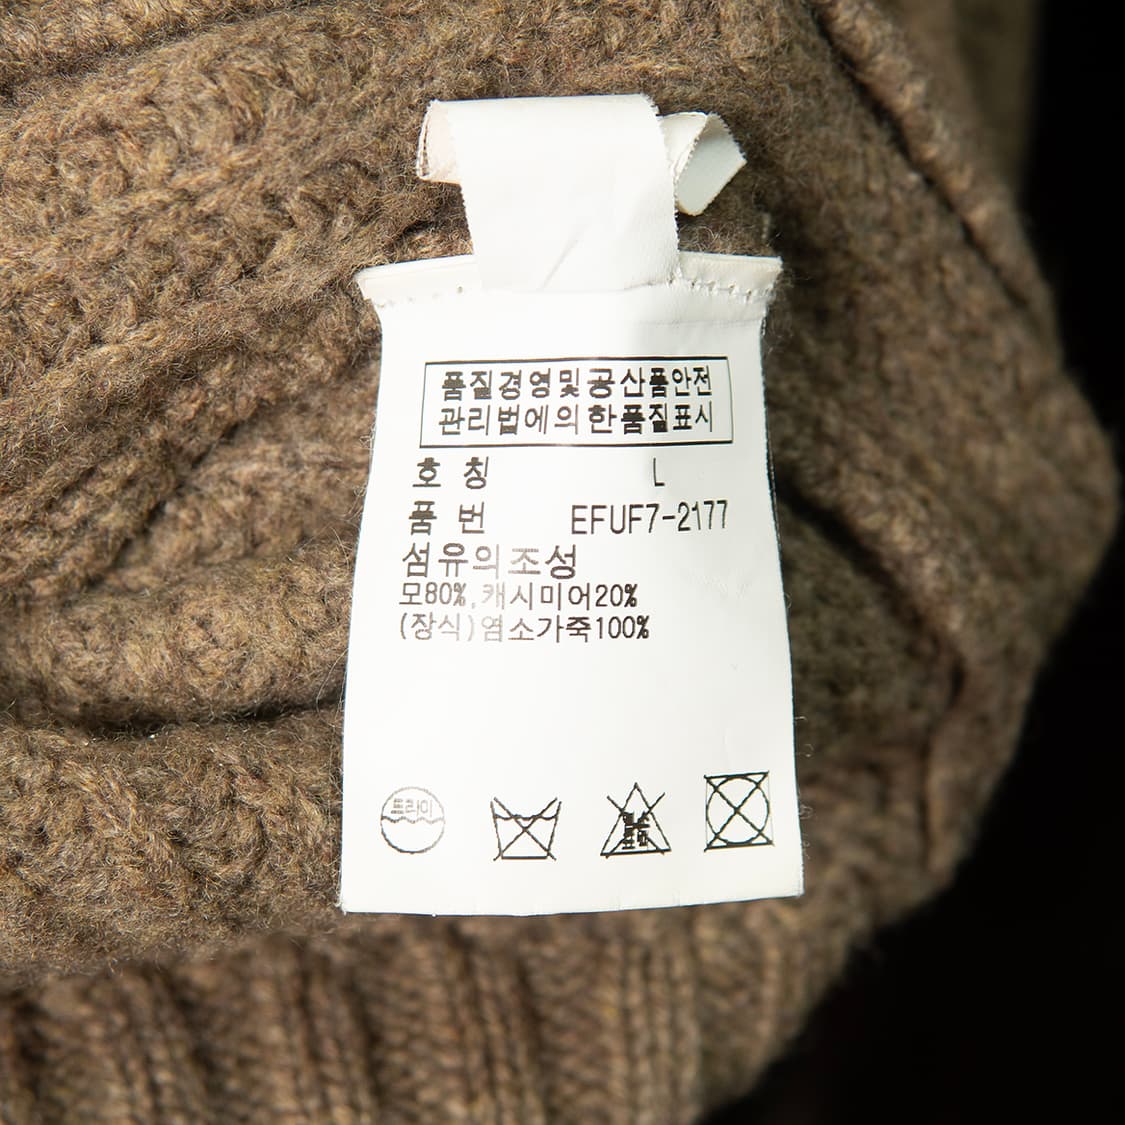 품질경영및공산품안전
관리법에의한품질표시
호 칭 L
품 번 EFUF7-2177
섬유의조성
모80%,캐시미어20%
(장식)염소가죽100%
드라이